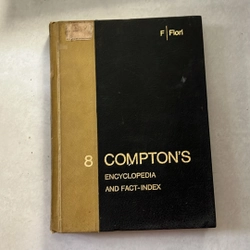 F | Flori
8 COMPTON'S
ENCYCLOPEDIA
AND FACT-INDEX